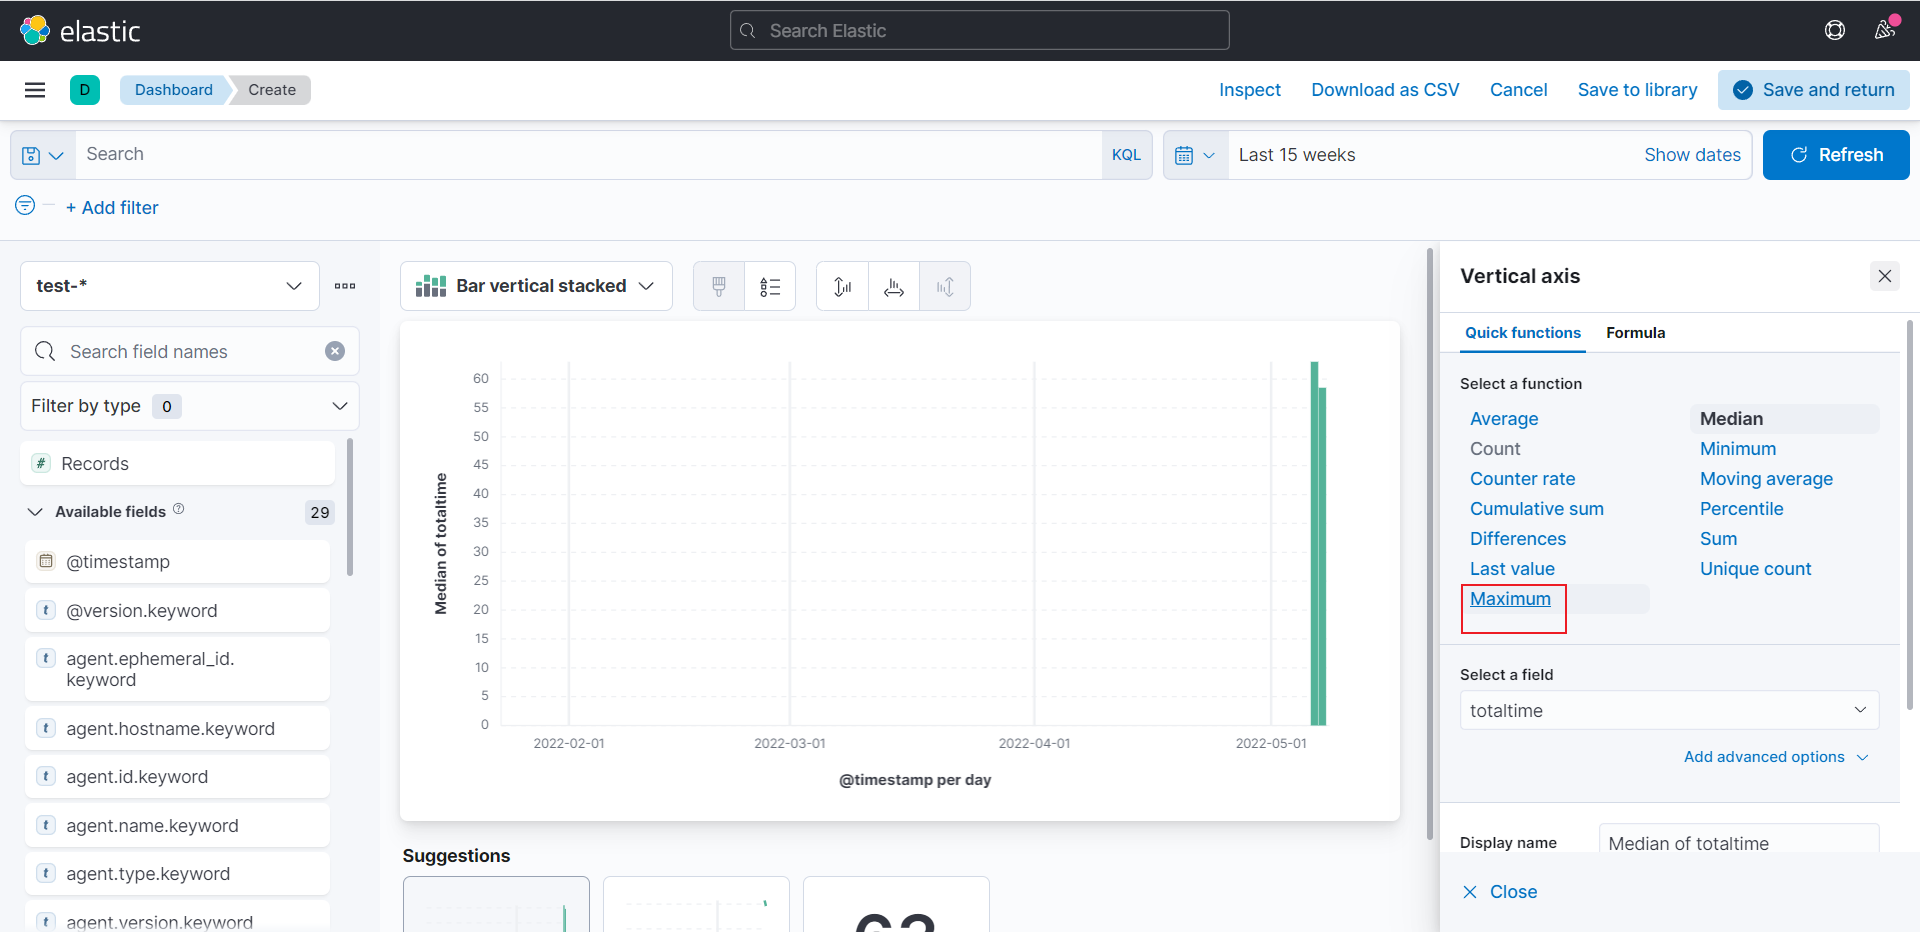 elastic
Search Elastic
D
Dashboard
Create
Inspect
Download as CSV
Cancel
Save to library
Save and return
Search
KQL
Last 15 weeks
Show dates
Refresh
+ Add filter
test-*
Search field names
Filter by type
0
# Records
Available fields
29
@timestamp
t @version.keyword
t agent.ephemeral_id.
keyword
t agent.hostname.keyword
t agent.id.keyword
t agent.name.keyword
t agent.type.keyword
t agent.version.keyword
Bar vertical stacked
60
55
50
45
40
35
30
25
20
15
10
5
0
Median of totaltime
2022-02-01
2022-03-01
2022-04-01
2022-05-01
@timestamp per day
Suggestions
63
Vertical axis
Quick functions
Formula
Select a function
Average
Count
Counter rate
Cumulative sum
Differences
Last value
Maximum
Median
Minimum
Moving average
Percentile
Sum
Unique count
Select a field
totaltime
Add advanced options
Display name
Median of totaltime
Close